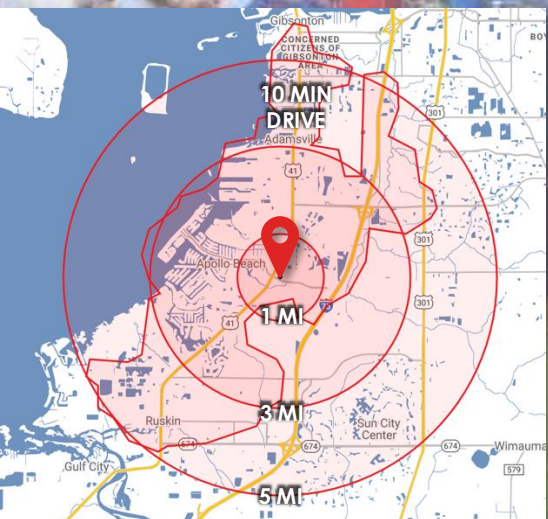 Gibsonton
CONCERNED
CITIZENS OF
GIBSONTON
AREA
BOY
10 MIN
DRIVE
301
Adamsville
41
301
Apollo Beach
75
301
1 MI
41
3 MI
Ruskin
Sun City
Center
674
674
674
Wimauma
Gulf City
579
5 MI